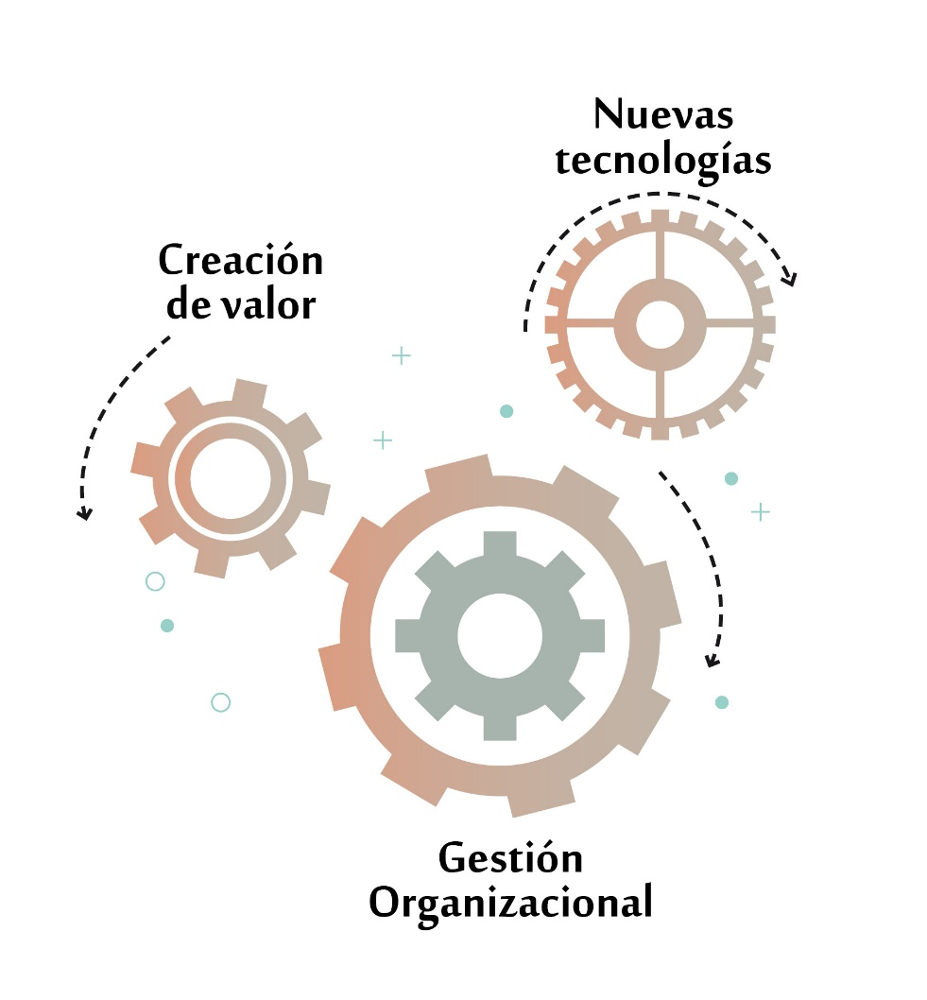 Nuevas
tecnologías
Creación
de valor
Gestión
Organizacional